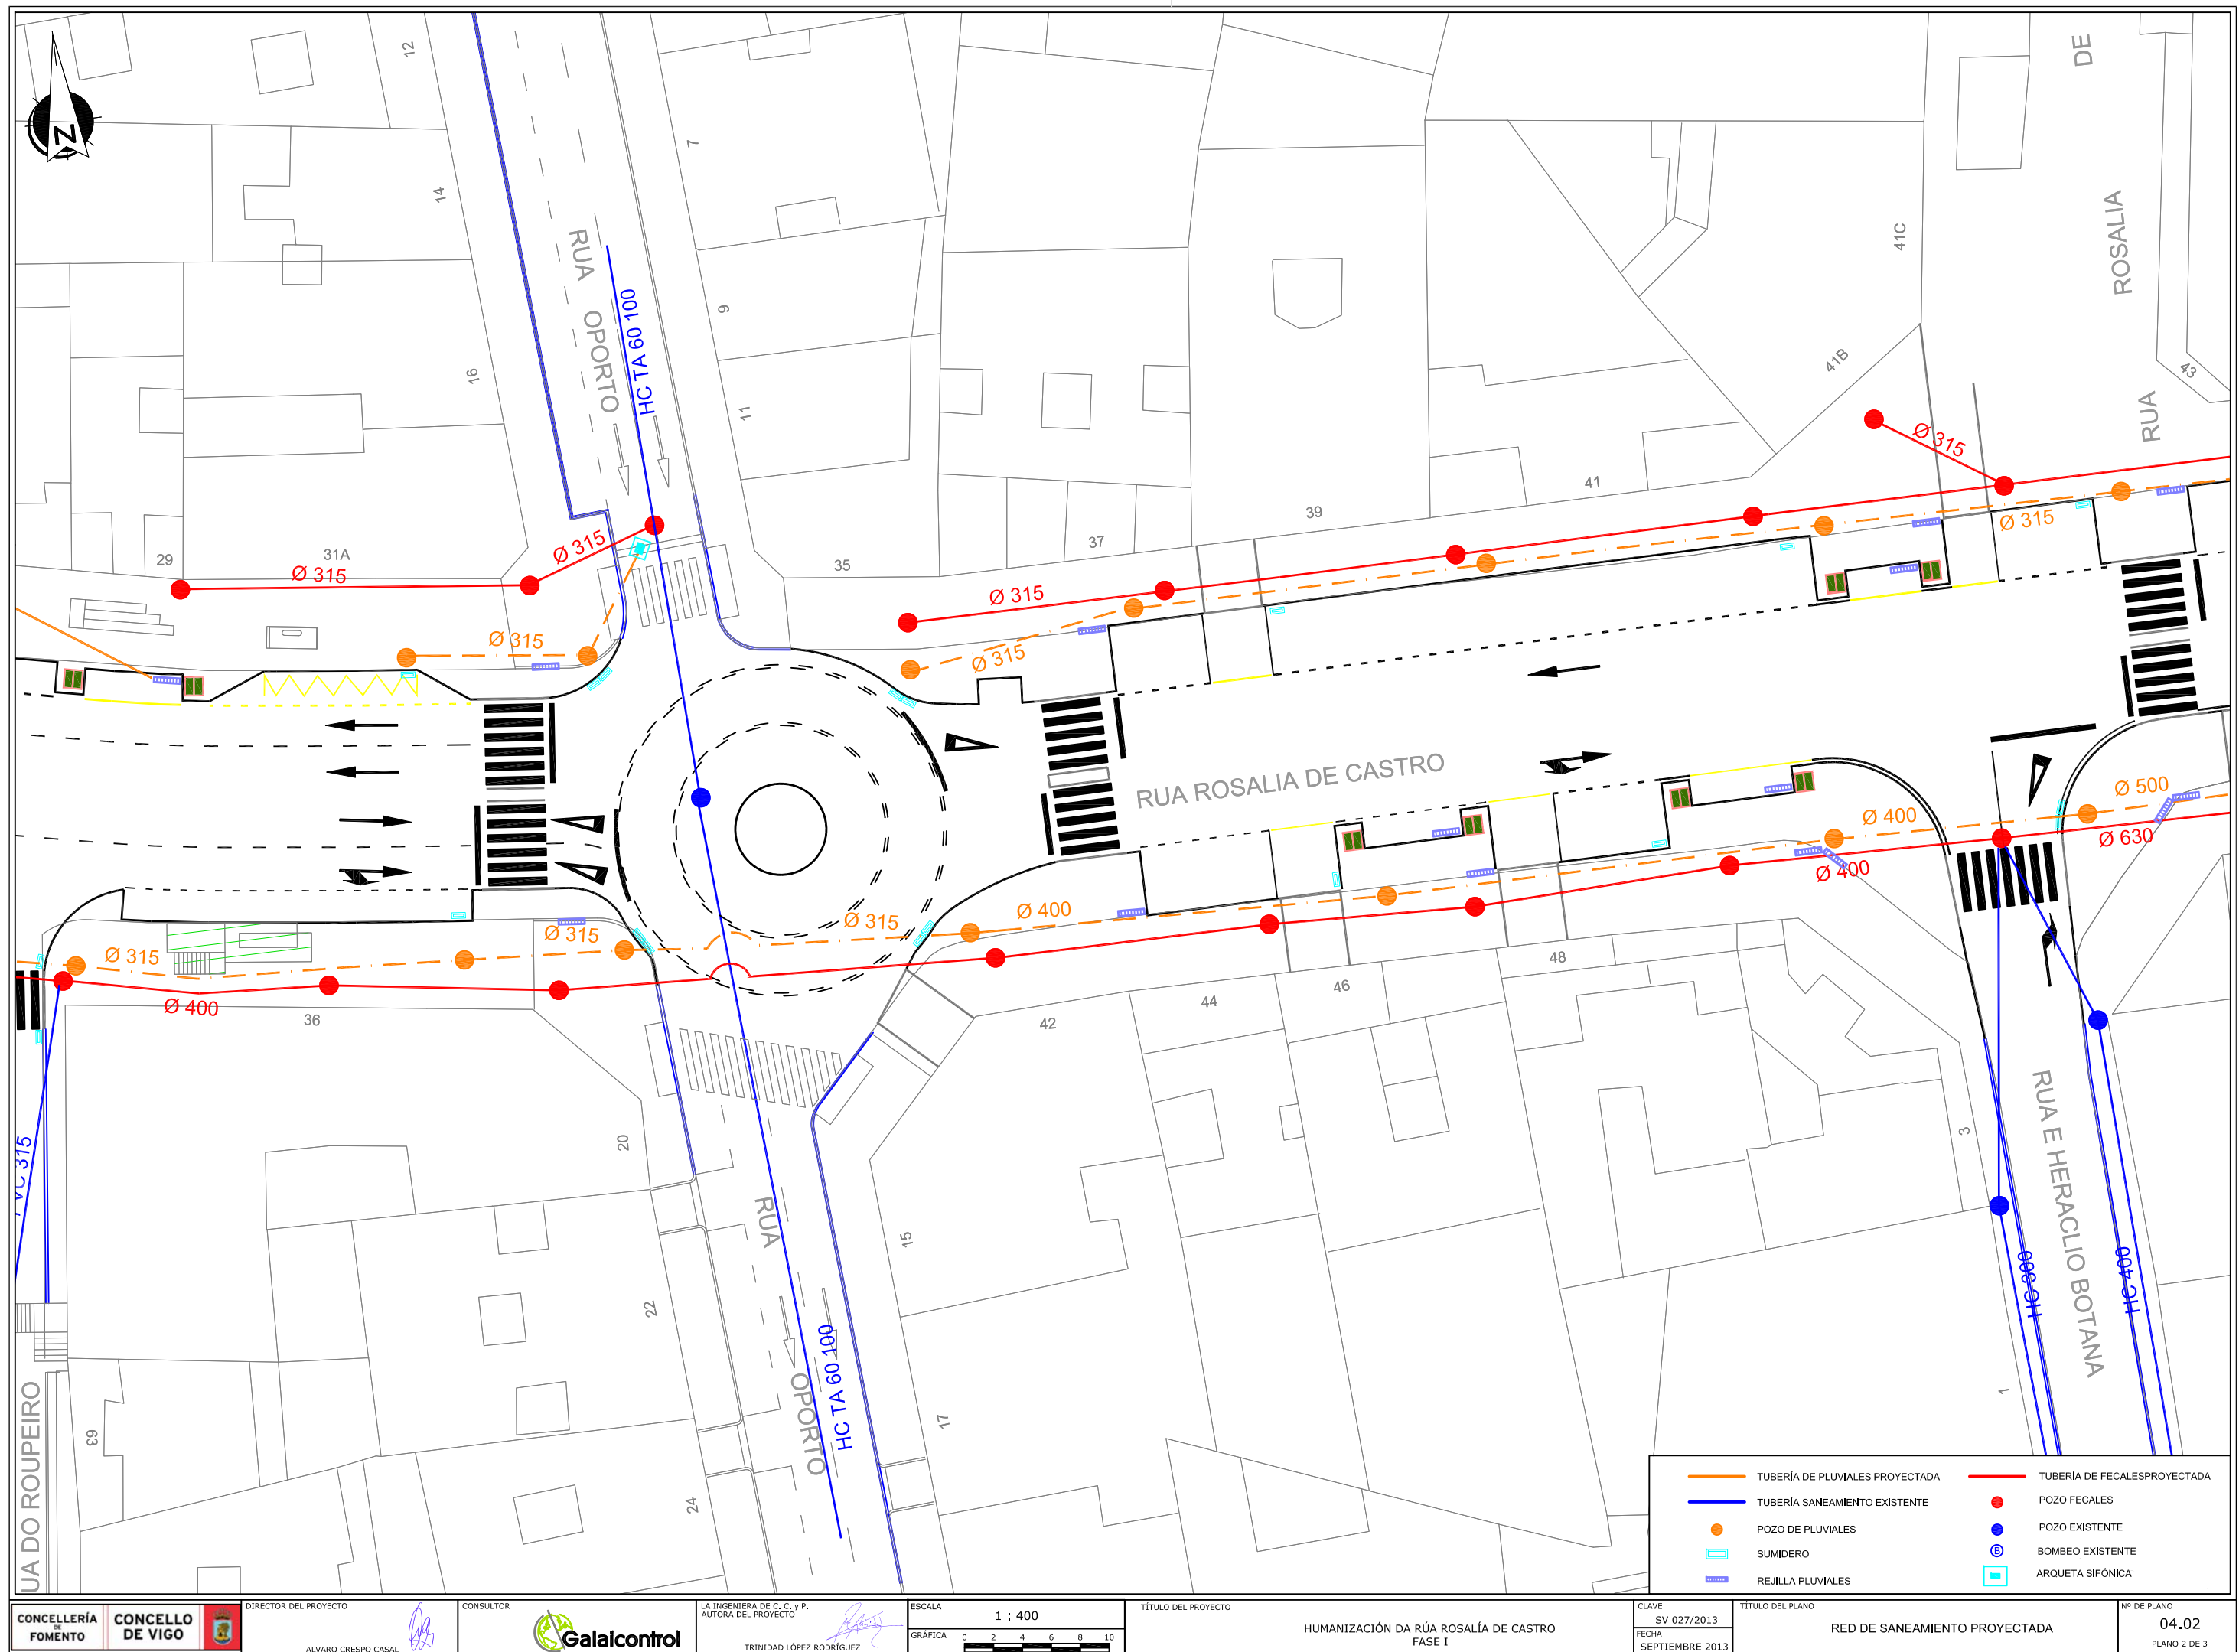 DE
ROSALIA
RUA
12
14
16
7
9
11
RUA
OPORTO
HC TA 60 100
41C
41B
43
41
39
37
35
31A
29
Ø 315
Ø 315
Ø 315
Ø 315
Ø 315
Ø 315
Ø 315
RUA ROSALIA DE CASTRO
Ø 500
Ø 400
Ø 630
Ø 400
Ø 400
Ø 315
Ø 315
Ø 315
Ø 400
36
42
44
46
48
3
1
20
22
24
15
17
63
RUA
OPORTO
HC TA 60 100
RUA E HERACLIO BOTANA
HC 300
HC 400
VC 315
UA DO ROUPEIRO
N
TUBERÍA DE PLUVIALES PROYECTADA
TUBERÍA SANEAMIENTO EXISTENTE
POZO DE PLUVIALES
SUMIDERO
REJILLA PLUVIALES
TUBERÍA DE FECALESPROYECTADA
POZO FECALES
POZO EXISTENTE
B BOMBEO EXISTENTE
ARQUETA SIFÓNICA
CONCELLERÍA
DE
FOMENTO
CONCELLO
DE VIGO
DIRECTOR DEL PROYECTO
ALVARO CRESPO CASAL
CONSULTOR
Galaicontrol
LA INGENIERA DE C. C. y P.
AUTORA DEL PROYECTO
TRINIDAD LÓPEZ RODRÍGUEZ
ESCALA
1 : 400
GRÁFICA 0 2 4 6 8 10
TÍTULO DEL PROYECTO
HUMANIZACIÓN DA RÚA ROSALÍA DE CASTRO
FASE I
CLAVE
SV 027/2013
FECHA
SEPTIEMBRE 2013
TÍTULO DEL PLANO
RED DE SANEAMIENTO PROYECTADA
Nº DE PLANO
04.02
PLANO 2 DE 3